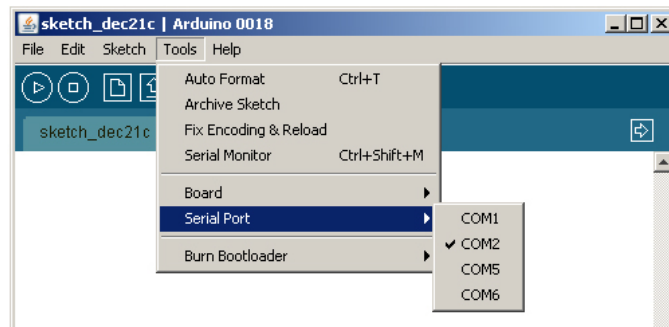 sketch_dec21c | Arduino 0018
File Edit Sketch Tools Help
sketch_dec21c
Auto Format Ctrl+T
Archive Sketch
Fix Encoding & Reload
Serial Monitor Ctrl+Shift+M
Board
Serial Port
Burn Bootloader
COM1
COM2
COM5
COM6